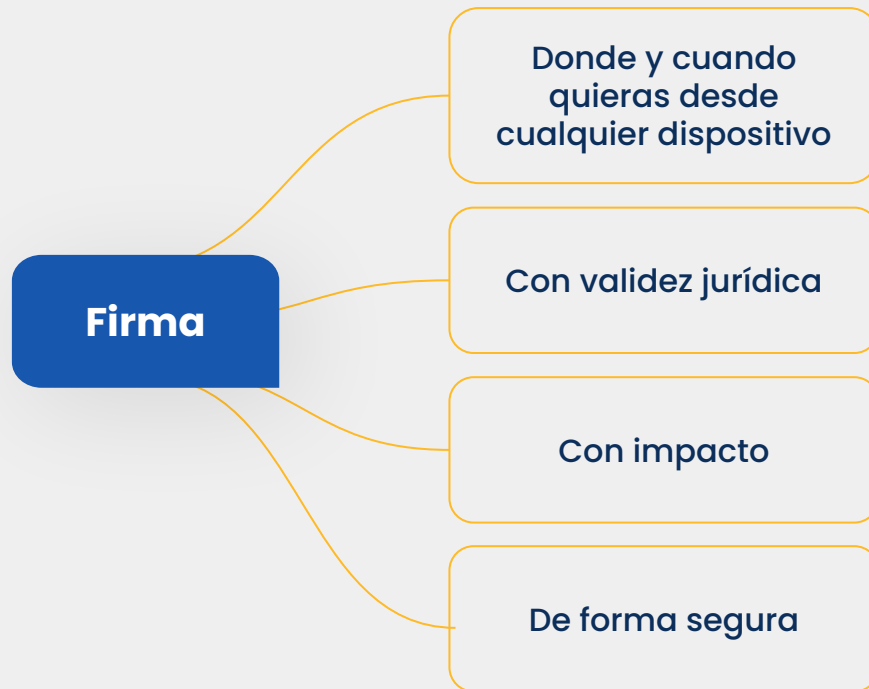 Donde y cuando
quieras desde
cualquier dispositivo
Firma
Con validez jurídica
Con impacto
De forma segura